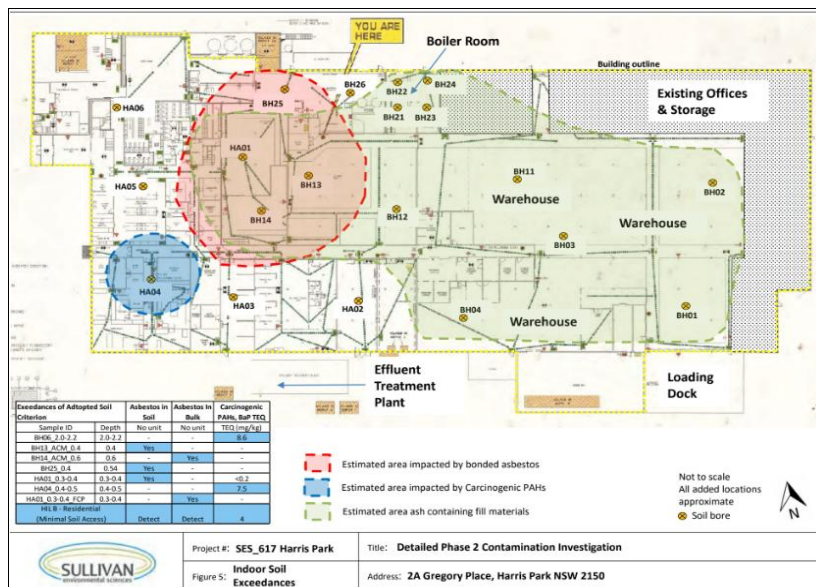 YOU ARE
HERE
Boiler Room
Building outline
BH22
BH24
BH26
BH25
BH21
BH23
Existing Offices
& Storage
HA06
HA01
BH13
BH11
BH02
HA05
BH14
BH12
Warehouse
Warehouse
BH03
HA04
HA03
HA02
BH04
Warehouse
BH01
Effluent
Treatment
Plant
Loading
Dock
Exeedances of Adtopted Soil
Criterion
Asbestos in
Soil
Asbestos In
Bulk
Carcinogenic
PAHs, BaP TEQ
Sample ID Depth No unit No unit TEQ (mg/kg)
BH06_2.0-2.2 2.0-2.2 - - 8.6
BH13_ACM_0.4 0.4 Yes - -
BH14_ACM_0.6 0.6 - Yes -
BH25_0.4 0.54 Yes - -
HA01_0.3-0.4 0.3-0.4 Yes - <0.2
HA04_0.4-0.5 0.4-0.5 - - 7.5
HA01_0.3-0.4_FCP 0.3-0.4 - Yes -
HIL B - Residential
(Minimal Soil Access) Detect Detect 4
Estimated area impacted by bonded asbestos
Estimated area impacted by Carcinogenic PAHs
Estimated area ash containing fill materials
Not to scale
All added locations
approximate
Soil bore
N
SULLIVAN
environmental sciences
Project #: SES_617 Harris Park
Title: Detailed Phase 2 Contamination Investigation
Figure 5: Indoor Soil
Exceedances
Address: 2A Gregory Place, Harris Park NSW 2150